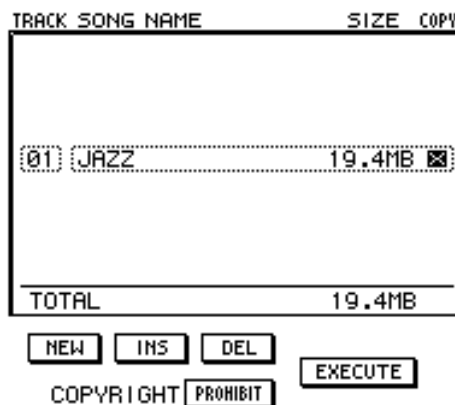 TRACK SONG NAME SIZE COPY
01 JAZZ 19.4MB
TOTAL 19.4MB
NEW INS DEL
EXECUTE
COPYRIGHT PROHIBIT